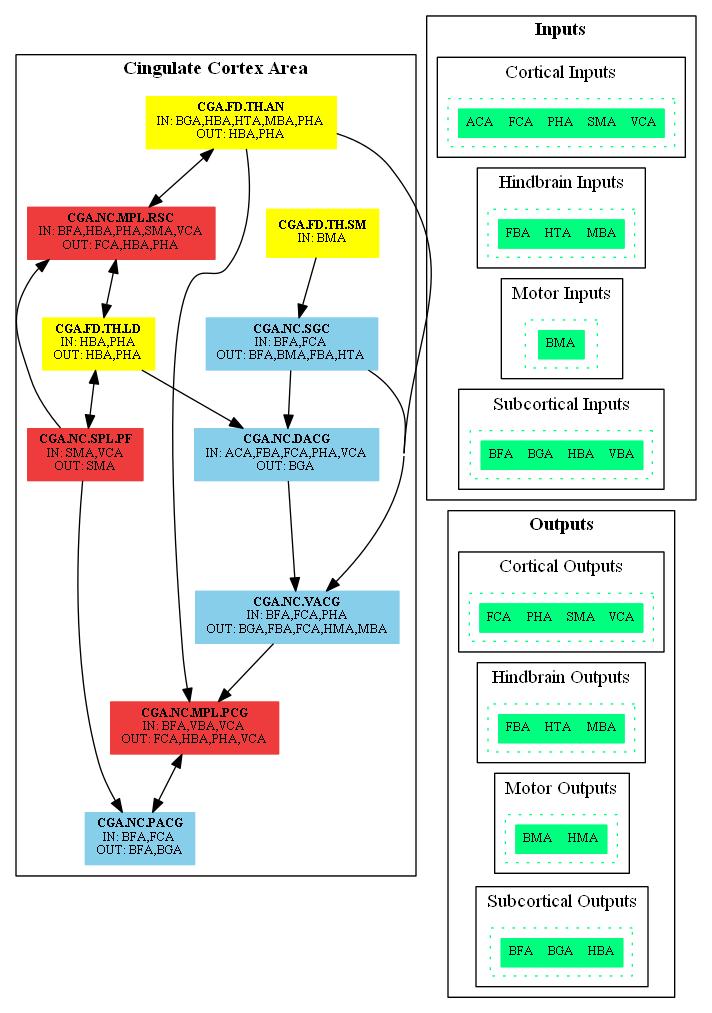 Cingulate Cortex Area
CGA.FD.TH.AN
IN: BGA,HBA,HTA,MBA,PHA
OUT: HBA,PHA
CGA.NC.MPL.RSC
IN: BFA,HBA,PHA,SMA,VCA
OUT: FCA,HBA,PHA
CGA.FD.TH.SM
IN: BMA
CGA.FD.TH.LD
IN: HBA,PHA
OUT: HBA,PHA
CGA.NC.SGC
IN: BFA,FCA
OUT: BFA,BMA,FBA,HTA
CGA.NC.SPL.PF
IN: SMA,VCA
OUT: SMA
CGA.NC.DACG
IN: ACA,FBA,FCA,PHA,VCA
OUT: BGA
CGA.NC.VACG
IN: BFA,FCA,PHA
OUT: BGA,FBA,FCA,HMA,MBA
CGA.NC.MPL.PCG
IN: BFA,VBA,VCA
OUT: FCA,HBA,PHA,VCA
CGA.NC.PACG
IN: BFA,FCA
OUT: BFA,BGA
Inputs
Cortical Inputs
ACA FCA PHA SMA VCA
Hindbrain Inputs
FBA HTA MBA
Motor Inputs
BMA
Subcortical Inputs
BFA BGA HBA VBA
Outputs
Cortical Outputs
FCA PHA SMA VCA
Hindbrain Outputs
FBA HTA MBA
Motor Outputs
BMA HMA
Subcortical Outputs
BFA BGA HBA